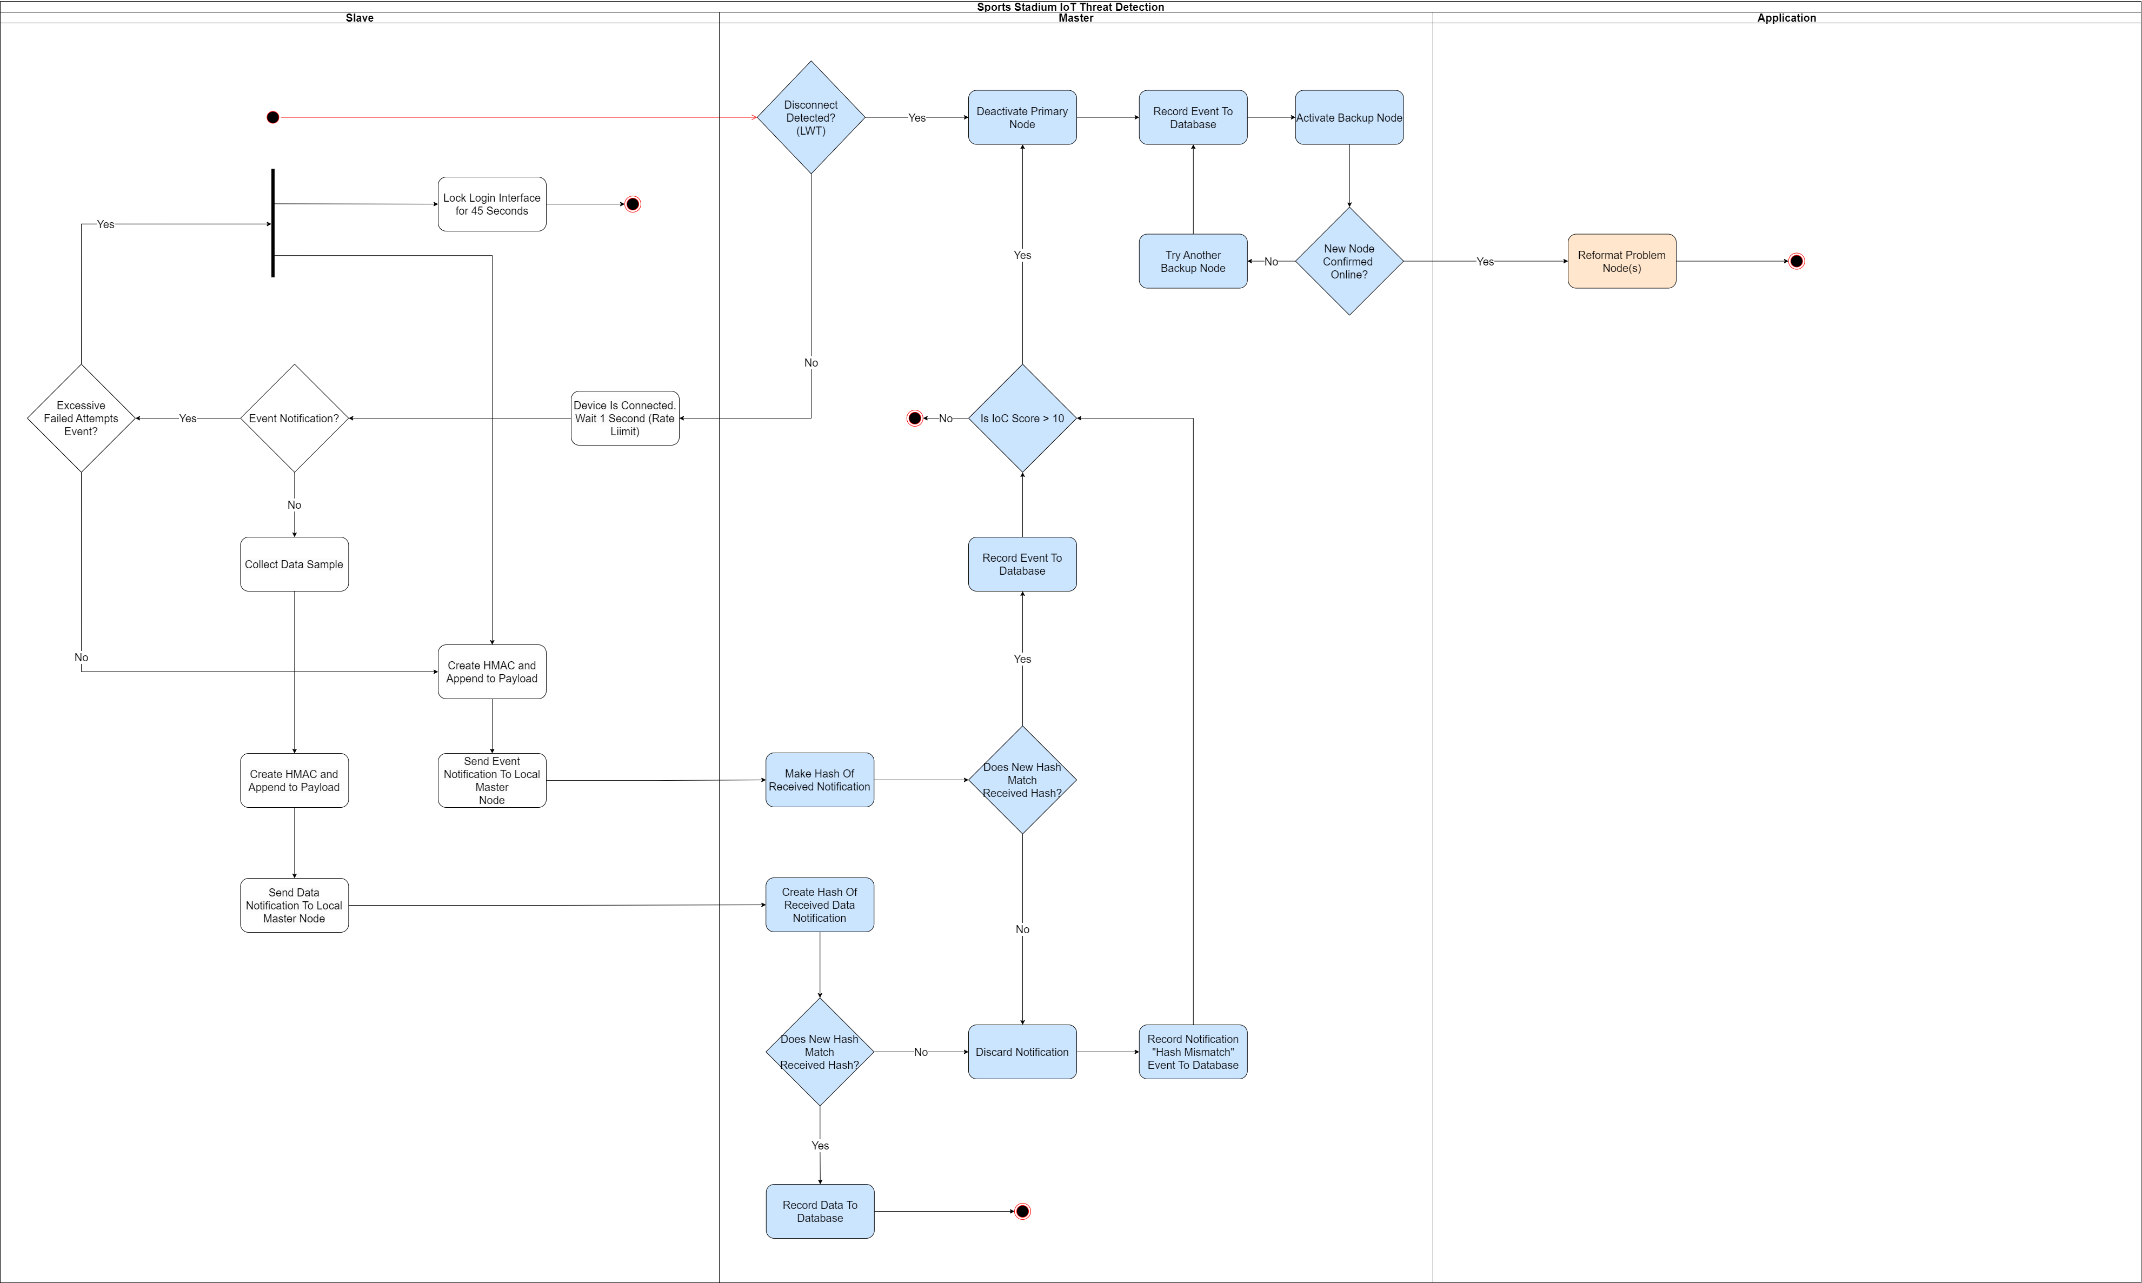 Sports Stadium IoT Threat Detection
Slave
Master
Application
Disconnect
Detected?
(LWT)
Yes
Deactivate Primary
Node
Record Event To
Database
Activate Backup Node
Lock Login Interface
for 45 Seconds
Yes
Yes
Try Another
Backup Node
No
New Node
Confirmed
Online?
Yes
Reformat Problem
Node(s)
No
Excessive
Failed Attempts
Event?
Yes
Event Notification?
Device Is Connected.
Wait 1 Second (Rate
Liimit)
No
Is IoC Score > 10
No
Collect Data Sample
Record Event To
Database
No
Create HMAC and
Append to Payload
Yes
Create HMAC and
Append to Payload
Send Event
Notification To Local
Master
Node
Make Hash Of
Received Notification
Does New Hash
Match
Received Hash?
Send Data
Notification To Local
Master Node
Create Hash Of
Received Data
Notification
No
Does New Hash
Match
Received Hash?
No
Discard Notification
Record Notification
"Hash Mismatch"
Event To Database
Yes
Record Data To
Database